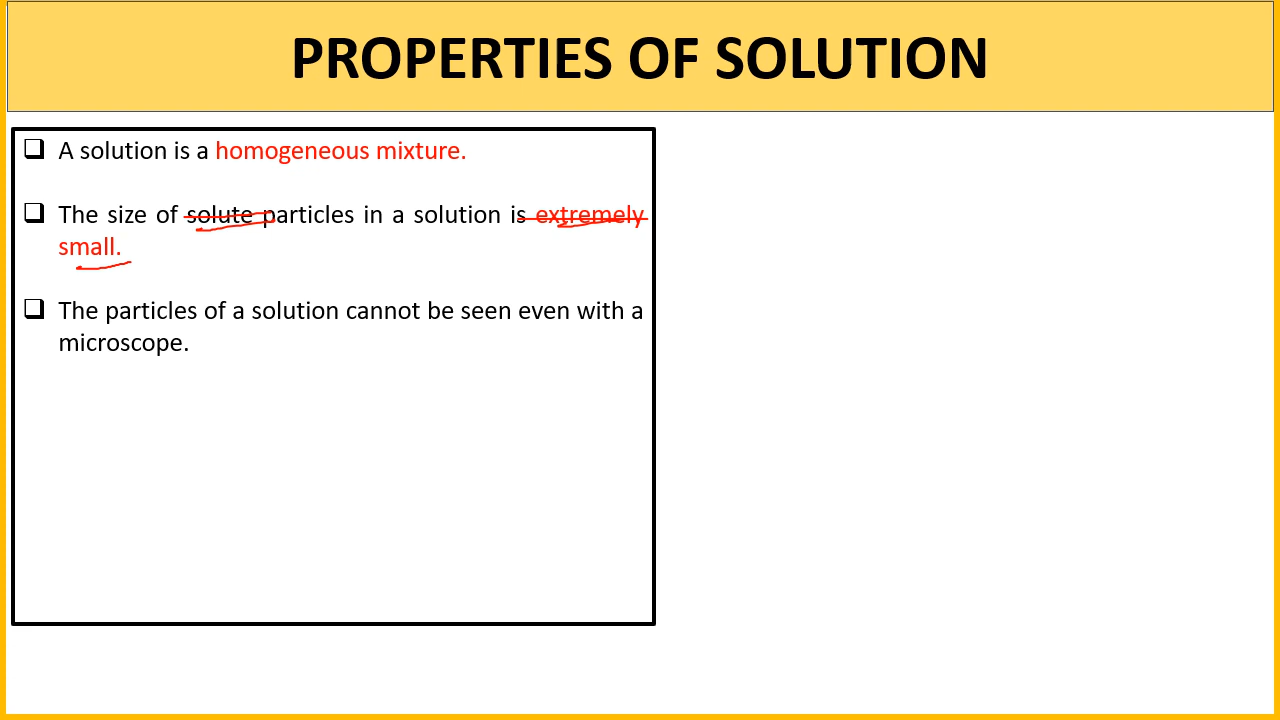 PROPERTIES OF SOLUTION
A solution is a homogeneous mixture.
The size of solute particles in a solution is extremely
small.
The particles of a solution cannot be seen even with a
microscope.